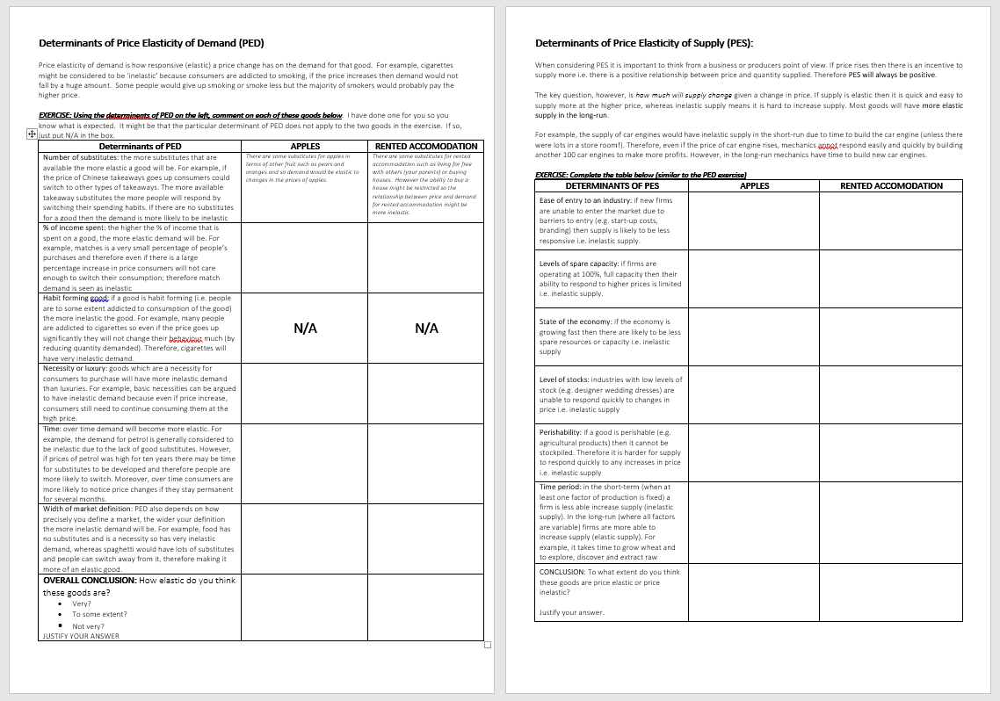 Determinants of Price Elasticity of Demand (PED)
Price elasticity of demand is how responsive (elastic) a price change has on the demand for that good. For example, cigarettes
might be considered to be 'inelastic' because consumers are addicted to smoking, if the price increases then demand would not
fall by a huge amount. Some people would give up smoking or smoke less but the majority of smokers would probably pay the
higher price.
EXERCISE: Using the determinents of PED on the left, comment on each of these goods below. I have done one for you so you
know what is expected. It might be that the particular determinant of PED does not apply to the two goods in the exercise. If so,
just put N/A in the box.
Determinants of PED
APPLES
RENTED ACCOMODATION
Number of substitutes: the more substitutes that are
available the more elastic a good will be. For example, if
the price of Chinese takeaways goes up consumers could
switch to other types of takeaways. The more available
takeaway substitutes the more people will respond by
switching their spending habits. If there are no substitutes
for a good then the demand is more likely to be inelastic
There are some substitutes for apples in
terms of other fruit such as pears and
oranges and so demand would be elastic to
changes in the prices of apples.
There are some substitutes for rented
accommodation such as living for free
with others (your parents) or buying
houses. However the ability to buy a
house might be restricted so the
relationship between price and demand
for rented accommodation might be
more inelastic.
% of income spent: the higher the % of income that is
spent on a good, the more elastic demand will be. For
example, matches is a very small percentage of people's
purchases and therefore even if there is a large
percentage increase in price consumers will not care
enough to switch their consumption; therefore match
demand is seen as inelastic
Habit forming good: if a good is habit forming (i.e. people
are to some extent addicted to consumption of the good)
the more inelastic the good. For example, many people
are addicted to cigarettes so even if the price goes up
significantly they will not change their behaviour much (by
reducing quantity demanded). Therefore, cigarettes will
have very inelastic demand.
N/A
N/A
Necessity or luxury: goods which are a necessity for
consumers to purchase will have more inelastic demand
than luxuries. For example, basic necessities can be argued
to have inelastic demand because even if price increase,
consumers still need to continue consuming them at the
high price.
Time: over time demand will become more elastic. For
example, the demand for petrol is generally considered to
be inelastic due to the lack of good substitutes. However,
if prices of petrol was high for ten years there may be time
for substitutes to be developed and therefore people are
more likely to switch. Moreover, over time consumers are
more likely to notice price changes if they stay permanent
for several months.
Width of market definition: PED also depends on how
precisely you define a market, the wider your definition
the more inelastic demand will be. For example, food has
no substitutes and is a necessity so has very inelastic
demand, whereas spaghetti would have lots of substitutes
and people can switch away from it, therefore making it
more of an elastic good.
OVERALL CONCLUSION: How elastic do you think
these goods are?
• Very?
• To some extent?
• Not very?
JUSTIFY YOUR ANSWER
Determinants of Price Elasticity of Supply (PES):
When considering PES it is important to think from a business or producers point of view. If price rises then there is an incentive to
supply more i.e. there is a positive relationship between price and quantity supplied. Therefore PES will always be positive.
The key question, however, is how much will supply change given a change in price. If supply is elastic then it is quick and easy to
supply more at the higher price, whereas inelastic supply means it is hard to increase supply. Most goods will have more elastic
supply in the long-run.
For example, the supply of car engines would have inelastic supply in the short-run due to time to build the car engine (unless there
were lots in a store room!). Therefore, even if the price of car engine rises, mechanics annot respond easily and quickly by building
another 100 car engines to make more profits. However, in the long-run mechanics have time to build new car engines.
EXERCISE: Complete the table below (similar to the PED exercise)
DETERMINANTS OF PES
APPLES
RENTED ACCOMODATION
Ease of entry to an industry: if new firms
are unable to enter the market due to
barriers to entry (e.g. start-up costs,
branding) then supply is likely to be less
responsive i.e. inelastic supply.
Levels of spare capacity: if firms are
operating at 100%, full capacity then their
ability to respond to higher prices is limited
i.e. inelastic supply.
State of the economy: if the economy is
growing fast then there are likely to be less
spare resources or capacity i.e. inelastic
supply
Level of stocks: industries with low levels of
stock (e.g. designer wedding dresses) are
unable to respond quickly to changes in
price i.e. inelastic supply
Perishability: if a good is perishable (e.g.
agricultural products) then it cannot be
stockpiled. Therefore it is harder for supply
to respond quickly to any increases in price
i.e. inelastic supply
Time period: in the short-term (when at
least one factor of production is fixed) a
firm is less able increase supply (inelastic
supply). In the long-run (where all factors
are variable) firms are more able to
increase supply (elastic supply). For
example, it takes time to grow wheat and
to explore, discover and extract raw
CONCLUSION: To what extent do you think
these goods are price elastic or price
inelastic?
Justify your answer.